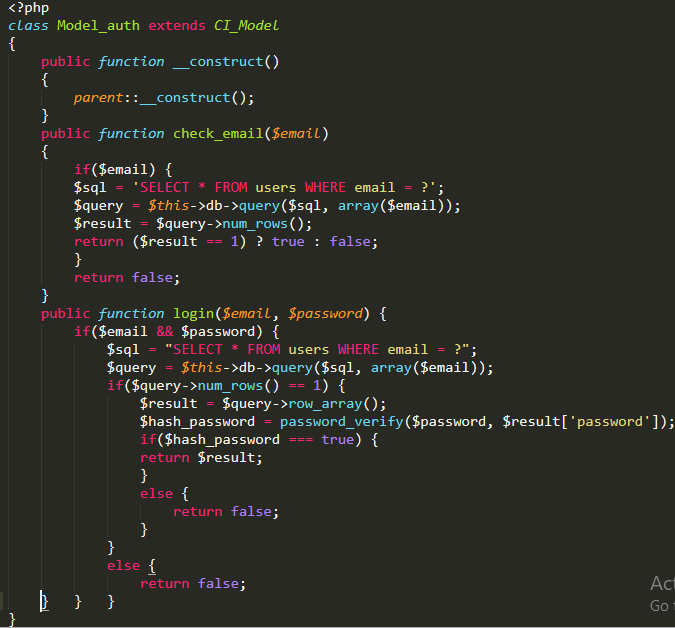 <?php
class Model_auth extends CI_Model
{
    public function __construct()
    {
        parent::__construct();
    }
    public function check_email($email)
    {
        if($email) {
        $sql = 'SELECT * FROM users WHERE email = ?';
        $query = $this->db->query($sql, array($email));
        $result = $query->num_rows();
        return ($result == 1) ? true : false;
        }
        return false;
    }
    public function login($email, $password) {
        if($email && $password) {
            $sql = "SELECT * FROM users WHERE email = ?";
            $query = $this->db->query($sql, array($email));
            if($query->num_rows() == 1) {
                $result = $query->row_array();
                $hash_password = password_verify($password, $result['password']);
                if($hash_password === true) {
                return $result;
                }
                else {
                    return false;
                }
            }
            else {
                return false;
    }   }   }
}
Act
Go to